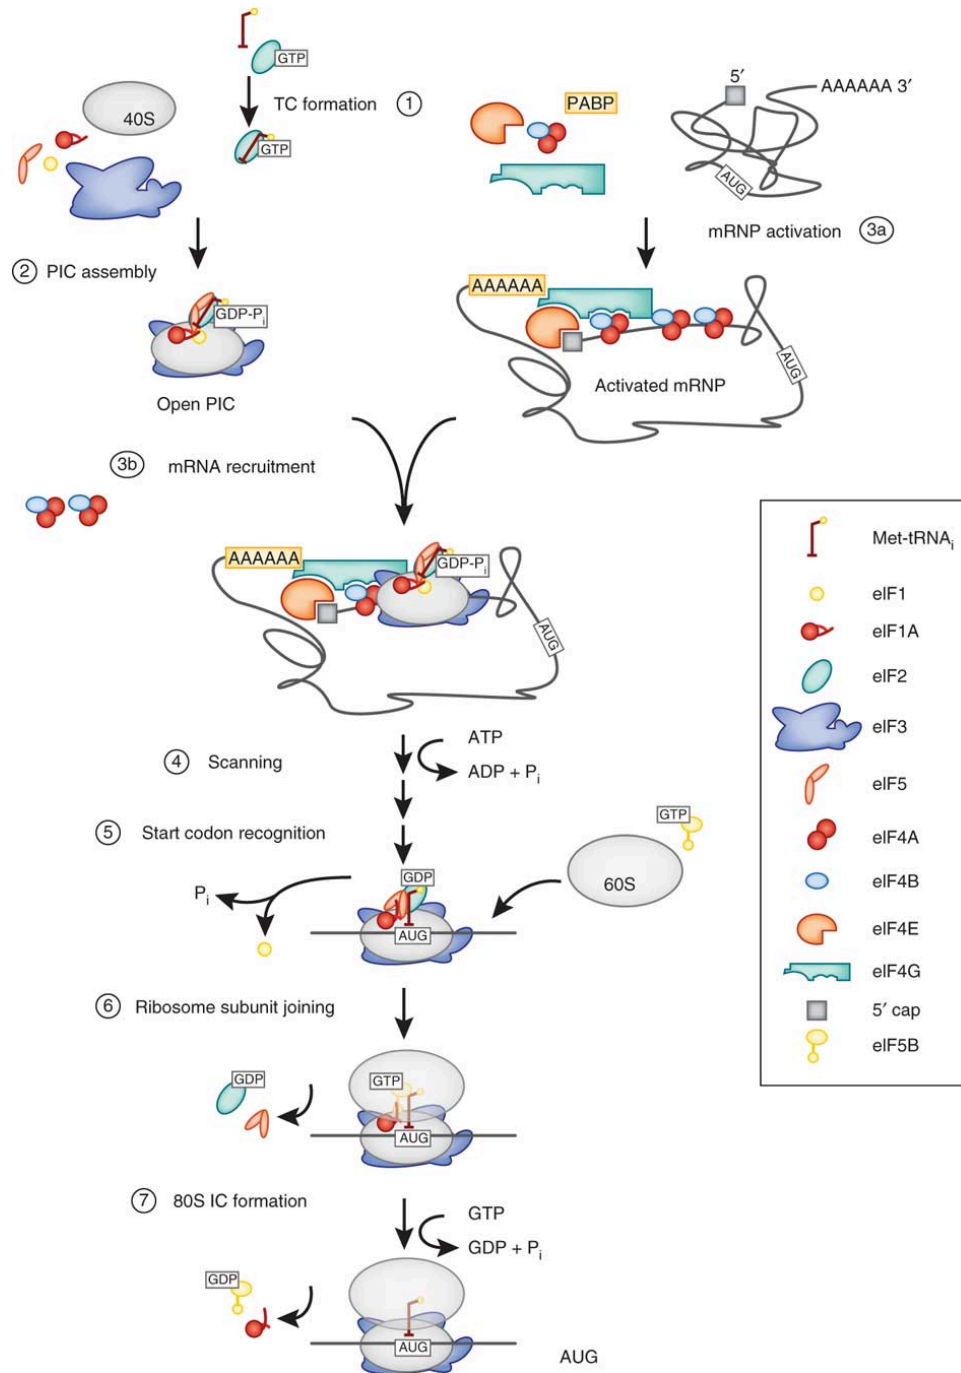 GTP
TC formation 1
GTP
40S
2 PIC assembly
GDP-Pi
Open PIC
PABP
5′
AAAAAA 3′
AUG
mRNP activation 3a
AAAAAA
AUG
Activated mRNP
3b mRNA recruitment
AAAAAA
GDP-Pi
AUG
4 Scanning
ATP
ADP + Pi
5 Start codon recognition
Pi
GDP
AUG
GTP
60S
6 Ribosome subunit joining
GDP
GTP
AUG
7 80S IC formation
GTP
GDP + Pi
GDP
AUG
AUG
Met-tRNAi
eIF1
eIF1A
eIF2
eIF3
eIF5
eIF4A
eIF4B
eIF4E
eIF4G
5′ cap
eIF5B